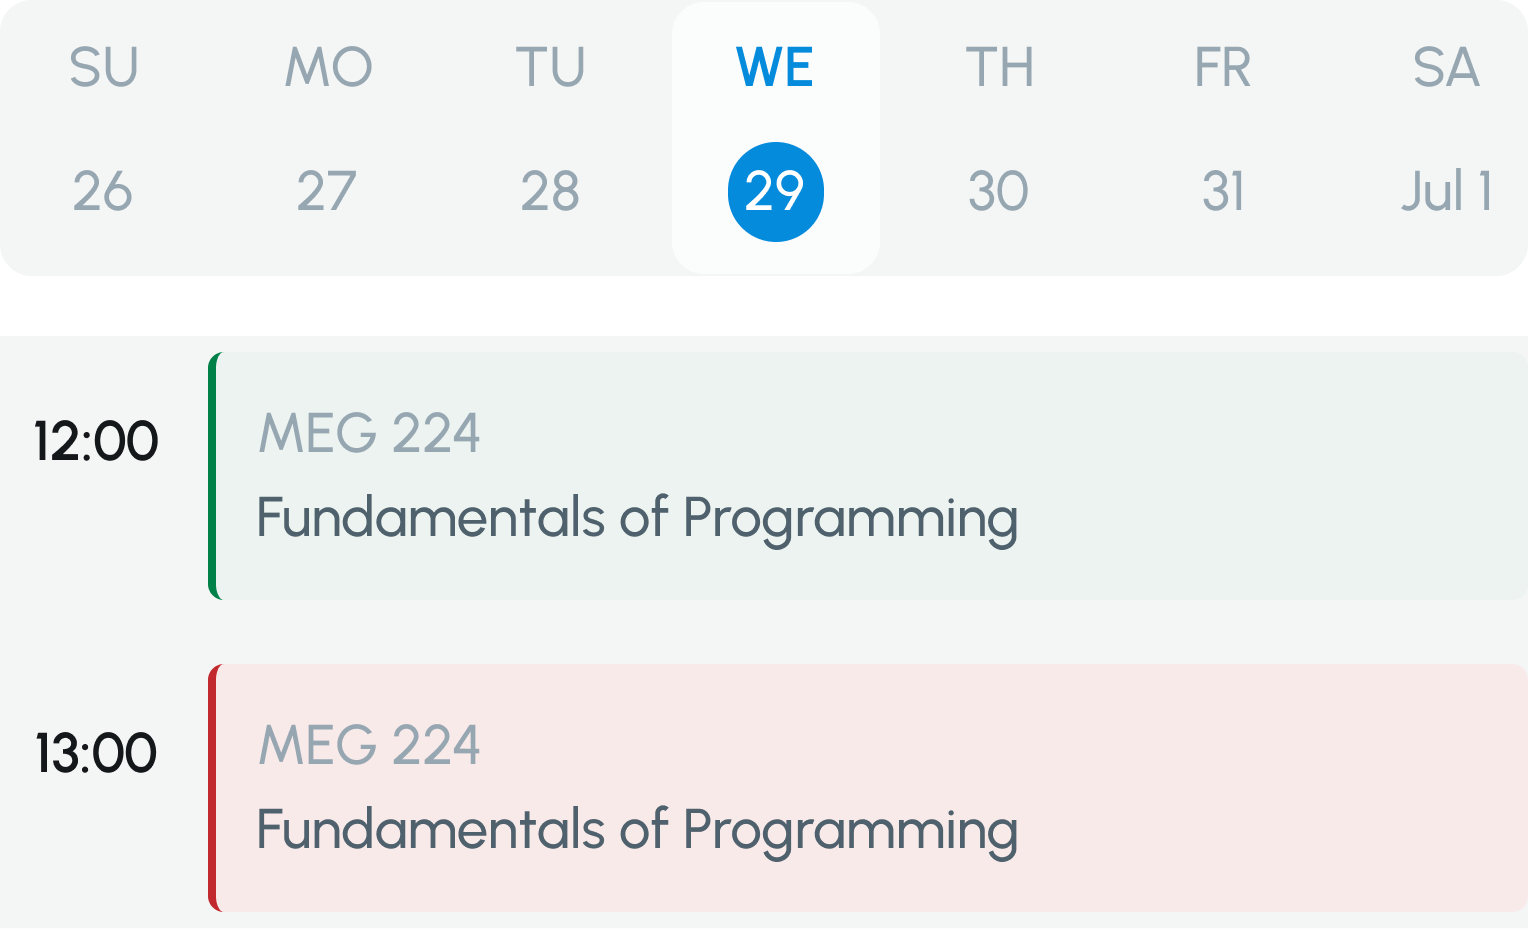 SU MO TU WE TH FR SA
26 27 28 29 30 31 Jul 1
12:00
MEG 224
Fundamentals of Programming
13:00
MEG 224
Fundamentals of Programming